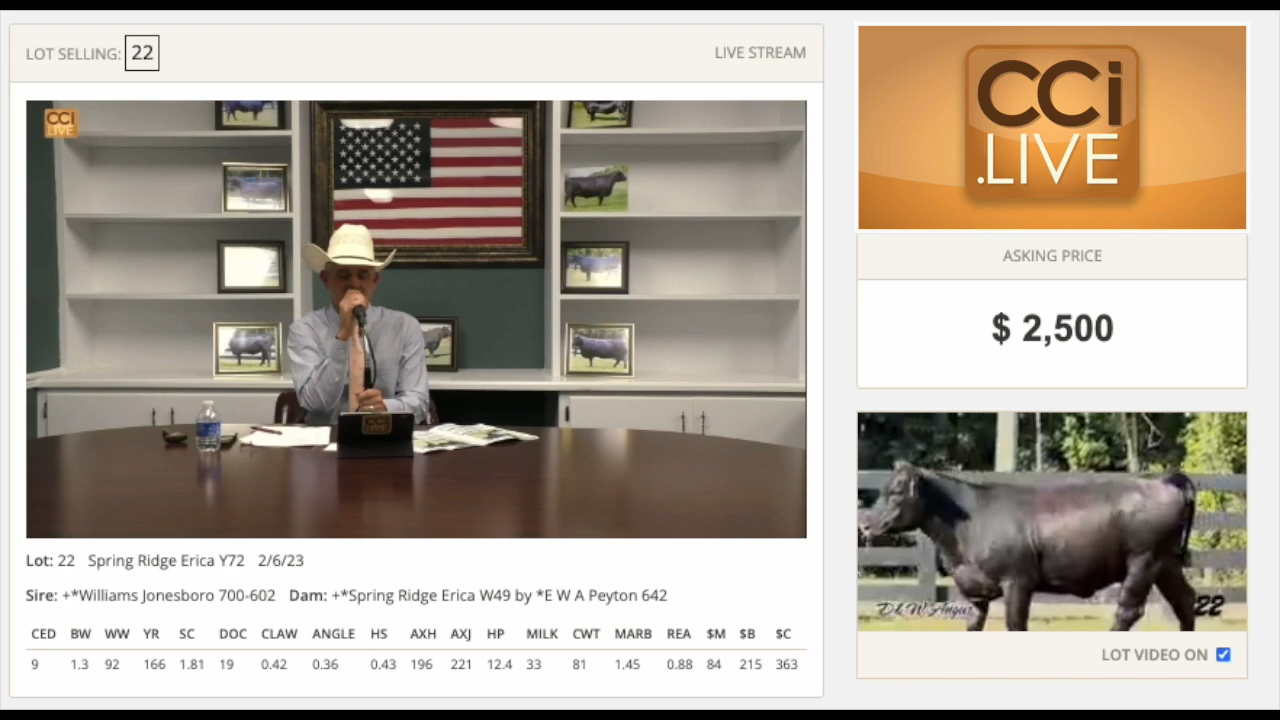 LOT SELLING: 22
LIVE STREAM
CCi
LIVE
CCi
LIVE
Lot: 22 Spring Ridge Erica Y72 2/6/23
Sire: +*Williams Jonesboro 700-602 Dam: +*Spring Ridge Erica W49 by *E W A Peyton 642
CED BW WW YR SC DOC CLAW ANGLE HS AXH AXJ HP MILK CWT MARB REA $M $B $C
9 1.3 92 166 1.81 19 0.42 0.36 0.43 196 221 12.4 33 81 1.45 0.88 84 215 363
CCi
.LIVE
ASKING PRICE
$ 2,500
D&W Angus
22
LOT VIDEO ON